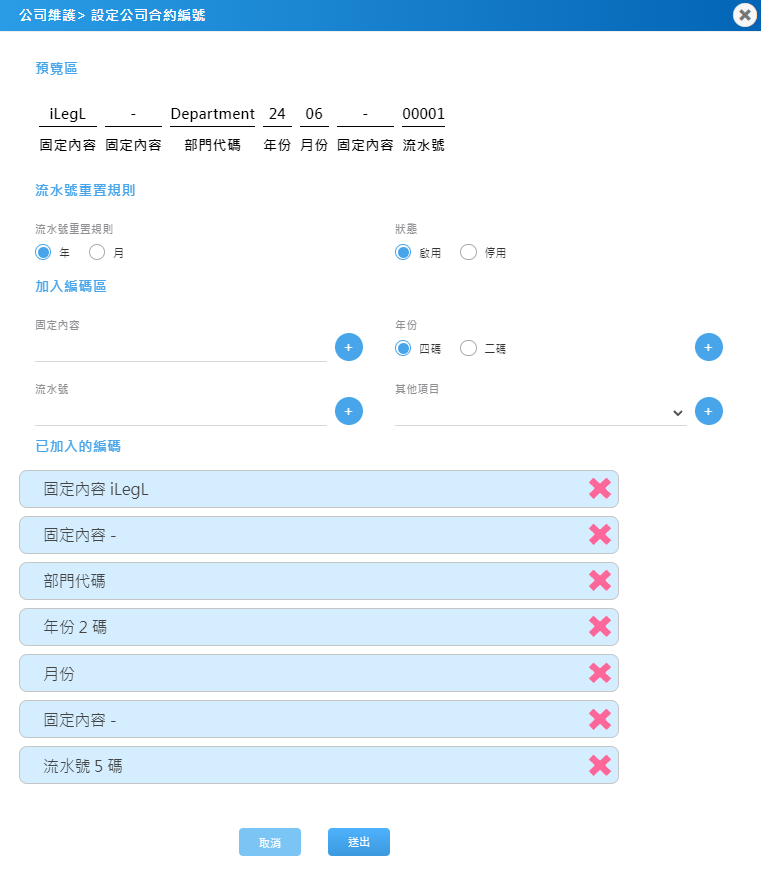 公司維護> 設定公司合約編號
預覽區
iLegL - Department 24 06 - 00001
固定內容 固定內容 部門代碼 年份 月份 固定內容 流水號
流水號重置規則
流水號重置規則 狀態
年 月 啟用 停用
加入編碼區
固定內容 年份
+ 四碼 二碼 +
流水號 其他項目
+ +
已加入的編碼
固定內容 iLegL
固定內容 -
部門代碼
年份 2 碼
月份
固定內容 -
流水號 5 碼
取消 送出